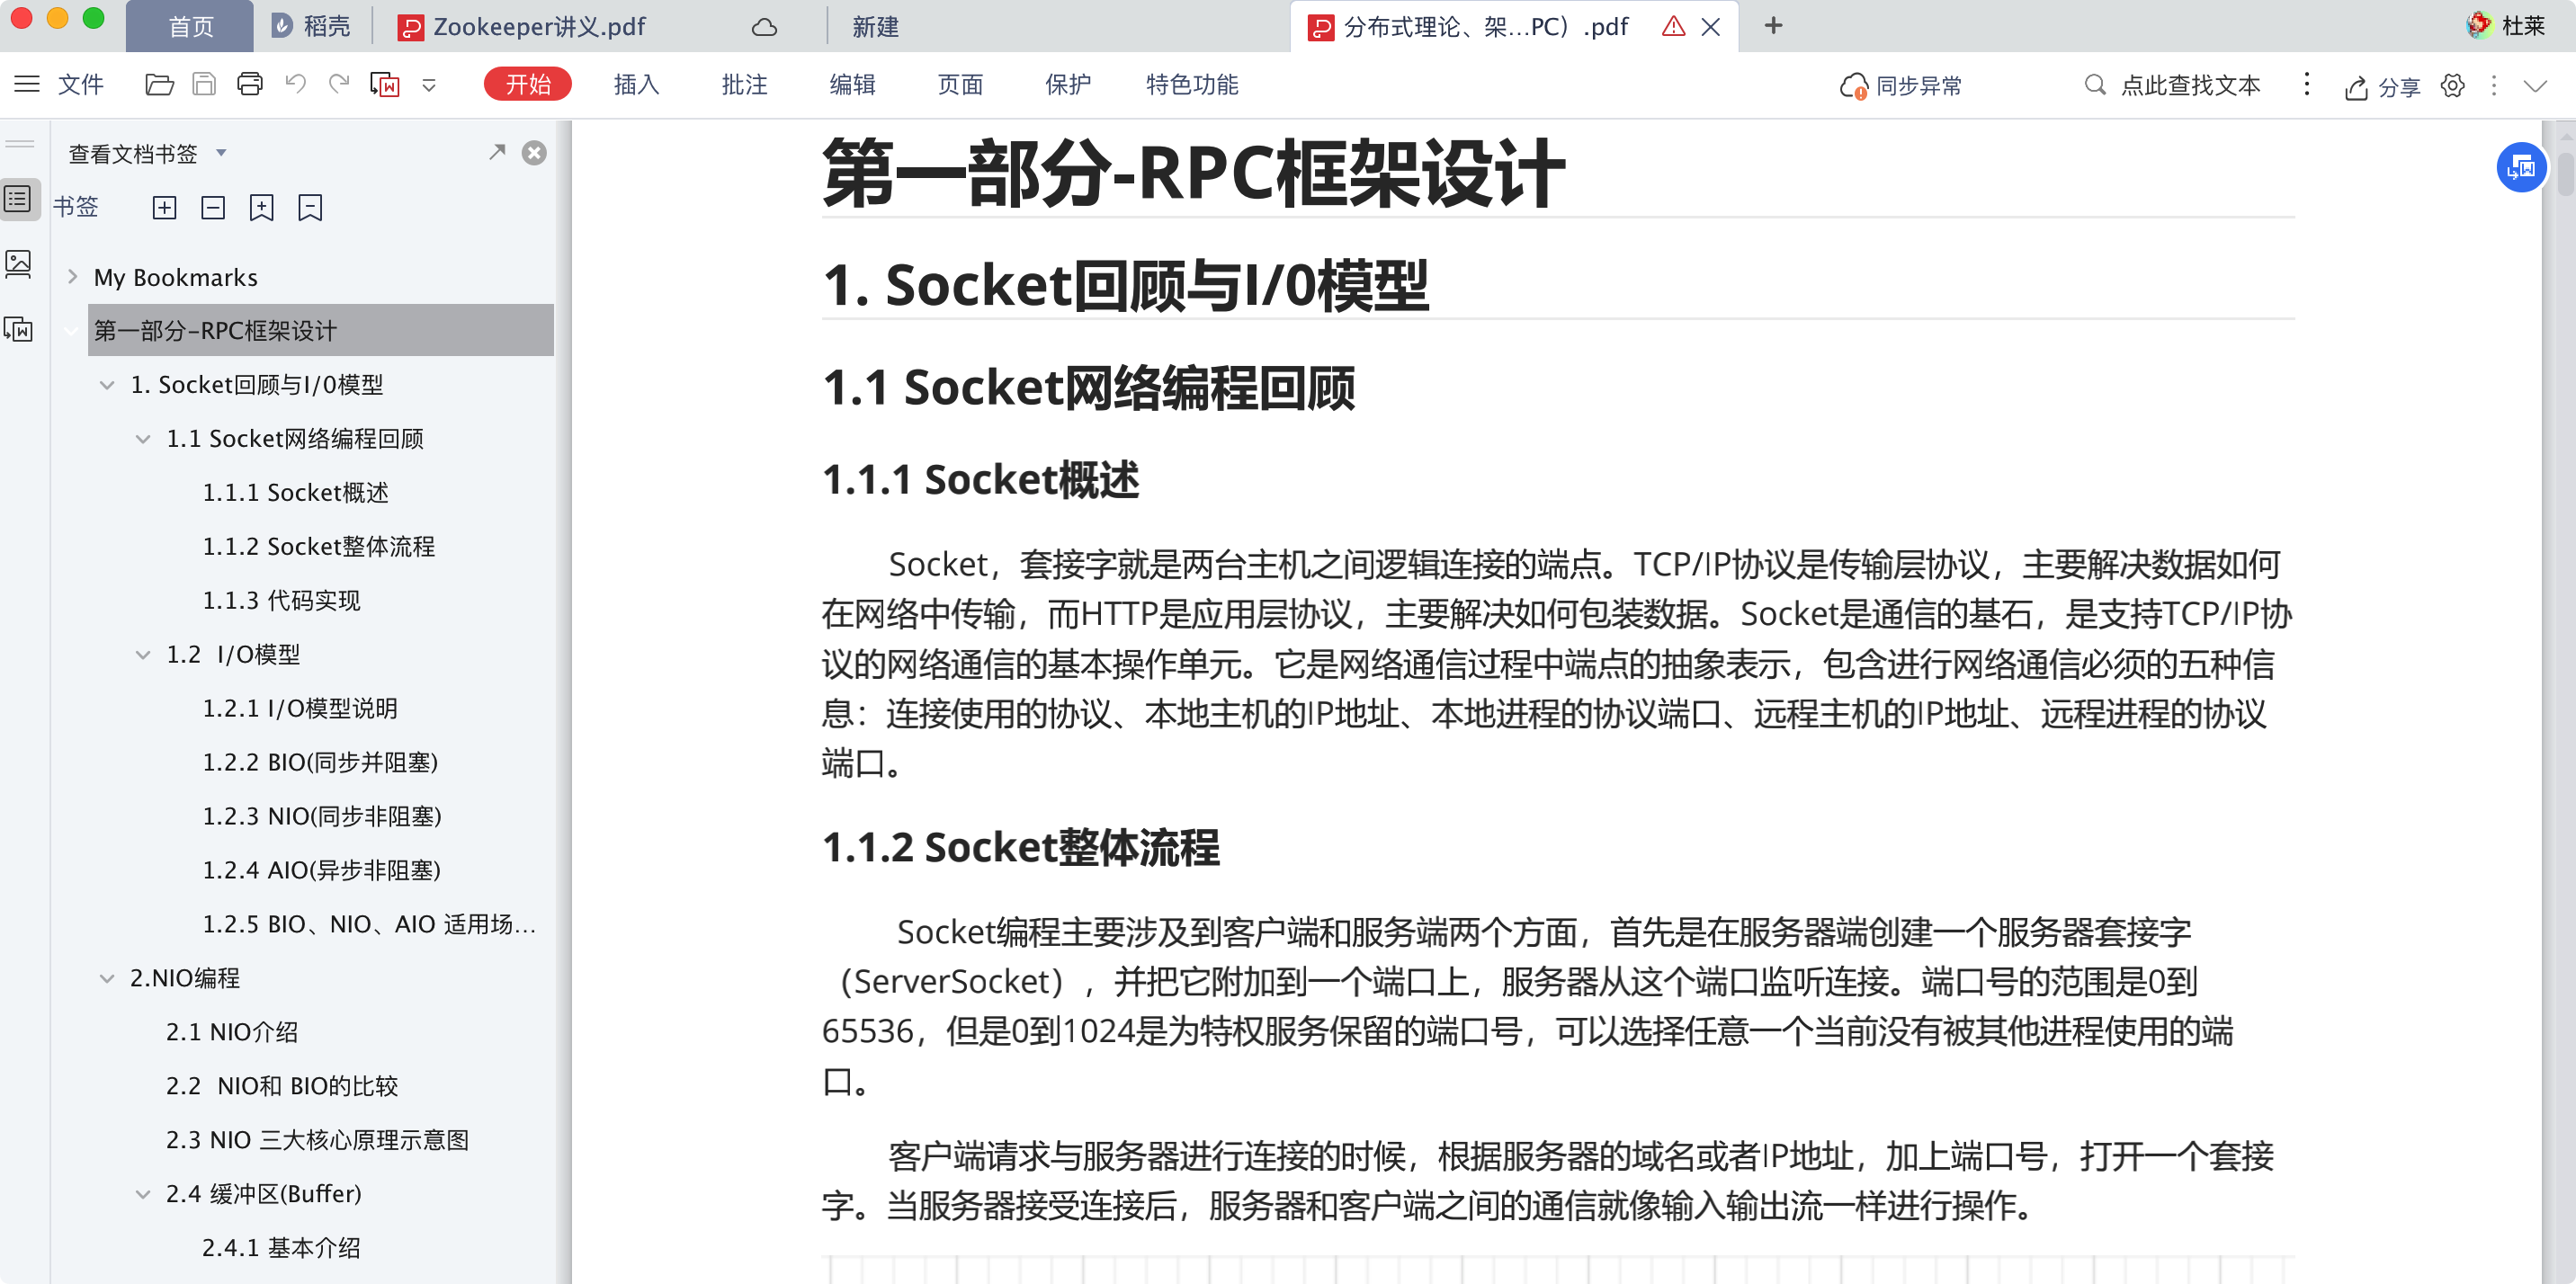 首页
稻壳
Zookeeper讲义.pdf
新建
分布式理论、架...PC）.pdf
杜莱
文件
开始
插入
批注
编辑
页面
保护
特色功能
同步异常
点此查找文本
分享
查看文档书签
书签
My Bookmarks
第一部分-RPC框架设计
1. Socket回顾与I/0模型
1.1 Socket网络编程回顾
1.1.1 Socket概述
1.1.2 Socket整体流程
1.1.3 代码实现
1.2 I/O模型
1.2.1 I/O模型说明
1.2.2 BIO(同步并阻塞)
1.2.3 NIO(同步非阻塞)
1.2.4 AIO(异步非阻塞)
1.2.5 BIO、NIO、AIO 适用场...
2.NIO编程
2.1 NIO介绍
2.2 NIO和 BIO的比较
2.3 NIO 三大核心原理示意图
2.4 缓冲区(Buffer)
2.4.1 基本介绍
第一部分-RPC框架设计
1. Socket回顾与I/0模型
1.1 Socket网络编程回顾
1.1.1 Socket概述
Socket，套接字就是两台主机之间逻辑连接的端点。TCP/IP协议是传输层协议，主要解决数据如何
在网络中传输，而HTTP是应用层协议，主要解决如何包装数据。Socket是通信的基石，是支持TCP/IP协
议的网络通信的基本操作单元。它是网络通信过程中端点的抽象表示，包含进行网络通信必须的五种信
息：连接使用的协议、本地主机的IP地址、本地进程的协议端口、远程主机的IP地址、远程进程的协议
端口。
1.1.2 Socket整体流程
Socket编程主要涉及到客户端和服务端两个方面，首先是在服务器端创建一个服务器套接字
（ServerSocket），并把它附加到一个端口上，服务器从这个端口监听连接。端口号的范围是0到
65536，但是0到1024是为特权服务保留的端口号，可以选择任意一个当前没有被其他进程使用的端
口。
客户端请求与服务器进行连接的时候，根据服务器的域名或者IP地址，加上端口号，打开一个套接
字。当服务器接受连接后，服务器和客户端之间的通信就像输入输出流一样进行操作。